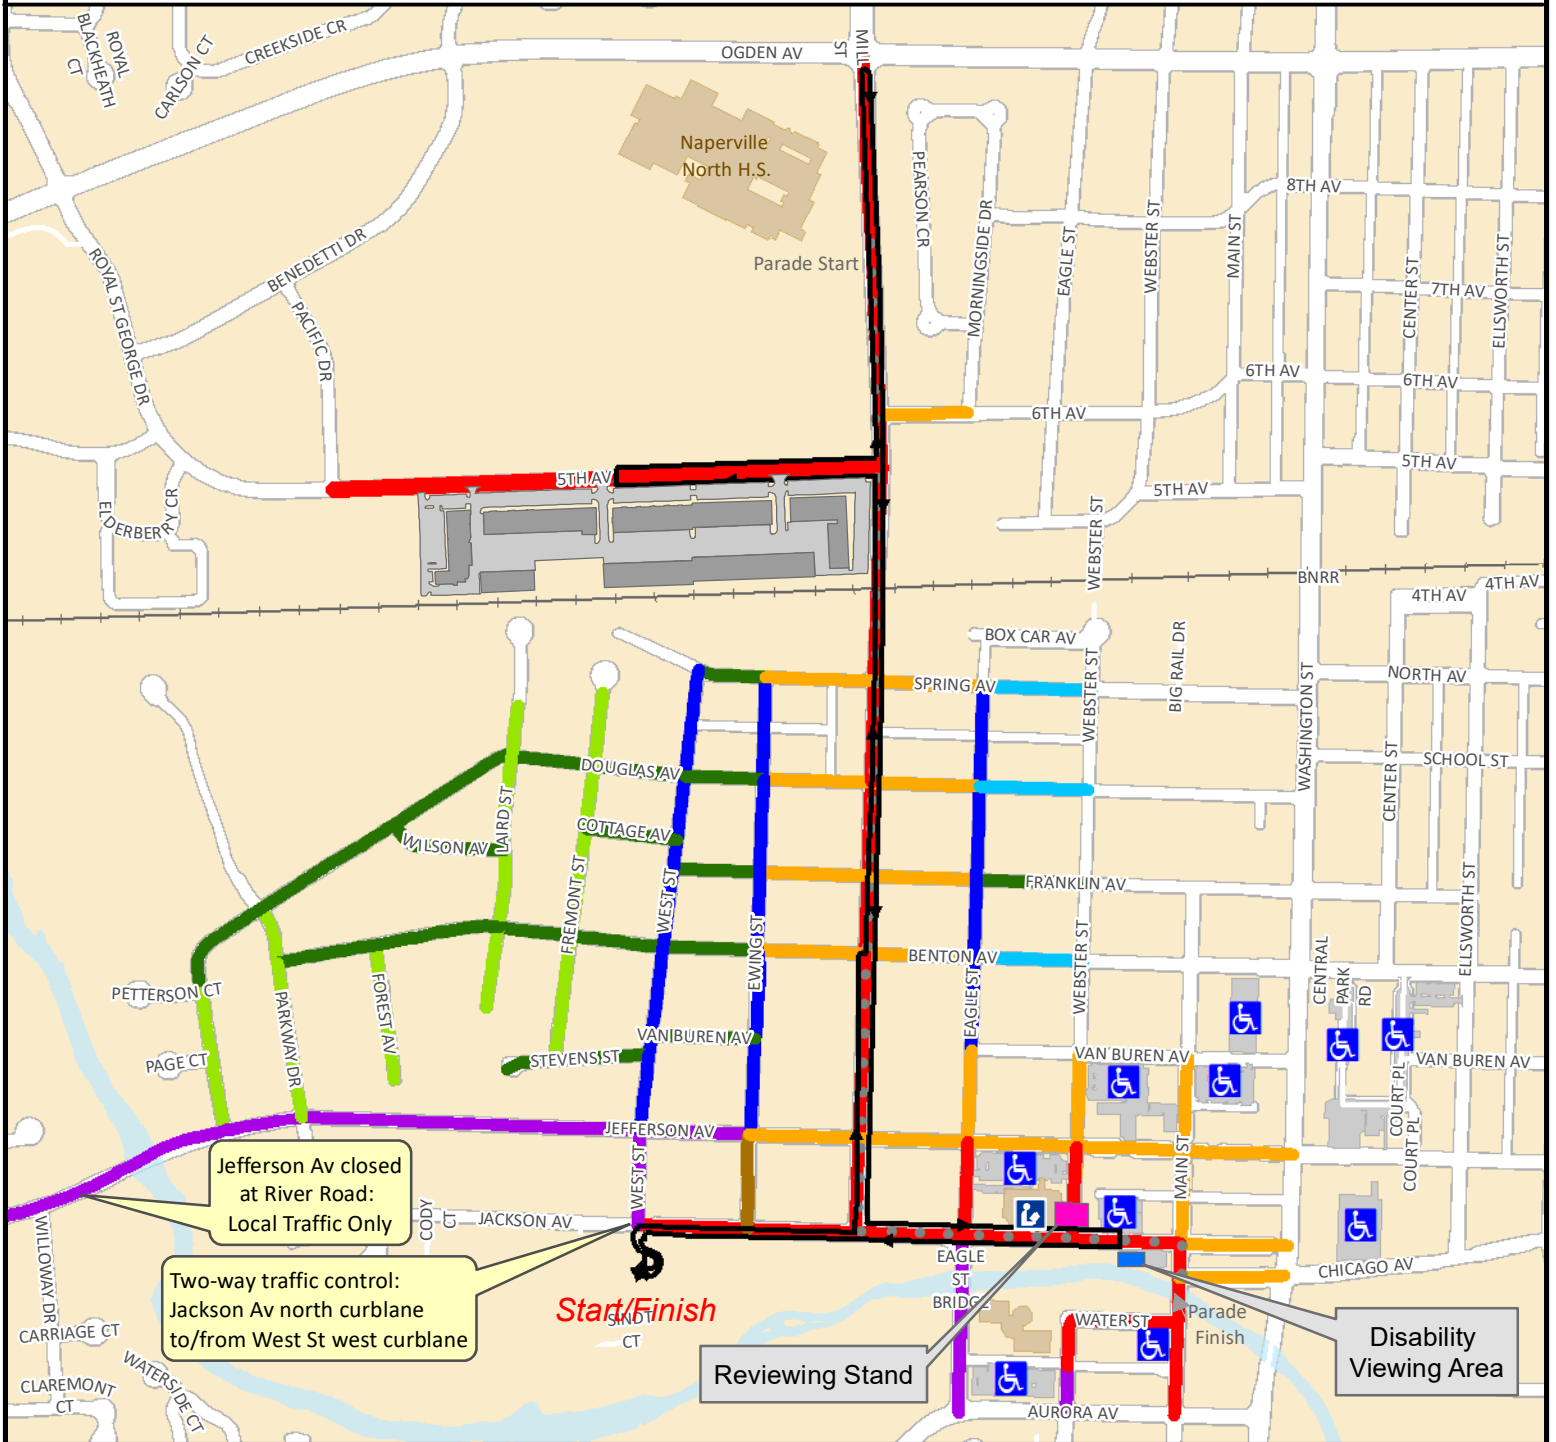 ROYAL
BLACKHEATH
CT
CARLSON CT
CREEKSIDE CR
OGDEN AV
MILL
ST
Naperville
North H.S.
Parade Start
PEARSON CR
MORNINGSIDE DR
EAGLE ST
WEBSTER ST
MAIN ST
8TH AV
7TH AV
CENTER ST
ELLSWORTH ST
BENEDETTI DR
ROYAL ST GEORGE DR
PACIFIC DR
6TH AV
6TH AV
6TH AV
5TH AV
5TH AV
5TH AV
ELDERBERRY CR
WEBSTER ST
BNRR
4TH AV
4TH AV
BOX CAR AV
BIG RAIL DR
WEBSTER ST
WASHINGTON ST
NORTH AV
SPRING AV
SCHOOL ST
CENTER ST
DOUGLAS AV
LAIRD ST
COTTAGE AV
WILSON AV
FREMONT ST
WEST ST
EWING ST
FRANKLIN AV
ELLSWORTH ST
BENTON AV
EAGLE ST
WEBSTER ST
CENTRAL
PARK
RD
PETTERSON CT
PARKWAY DR
FOREST AV
VAN BUREN AV
STEVENS ST
PAGE CT
VAN BUREN AV
VAN BUREN AV
COURT PL
COURT PL
JEFFERSON AV
WEST ST
MAIN ST
Jefferson Av closed
at River Road:
Local Traffic Only
WILLOWAY DR
CODY
CT
JACKSON AV
Two-way traffic control:
Jackson Av north curblane
to/from West St west curblane
Start/Finish
SINDT
CT
EAGLE
ST
BRIDGE
CHICAGO AV
WATER ST
Parade
Finish
Reviewing Stand
Disability
Viewing Area
CARRIAGE CT
WATERSIDE CT
CLAREMONT
CT
AURORA AV